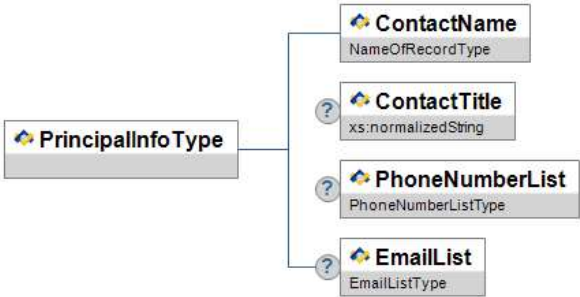 ContactName
NameOfRecordType
?
ContactTitle
xs:normalizedString
PrincipalInfoType
?
PhoneNumberList
PhoneNumberListType
?
EmailList
EmailListType